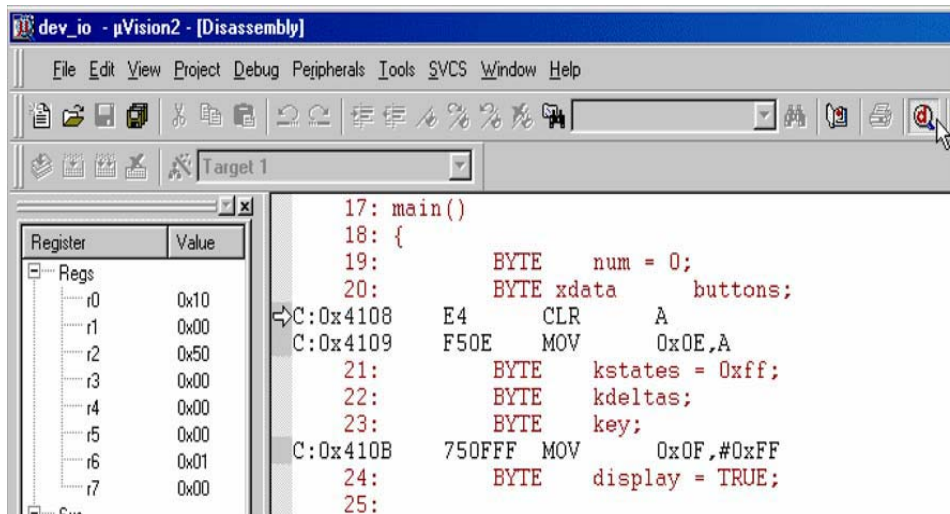 dev_io - µVision2 - [Disassembly]
File Edit View Project Debug Peripherals Tools SVCS Window Help
Target 1
Register Value
Regs
r0 0x10
r1 0x00
r2 0x50
r3 0x00
r4 0x00
r5 0x00
r6 0x01
r7 0x00
17: main()
18: {
19: BYTE num = 0;
20: BYTE xdata buttons;
C:0x4108 E4 CLR A
C:0x4109 F50E MOV 0x0E,A
21: BYTE kstates = 0xff;
22: BYTE kdeltas;
23: BYTE key;
C:0x410B 750FFF MOV 0x0F,#0xFF
24: BYTE display = TRUE;
25: